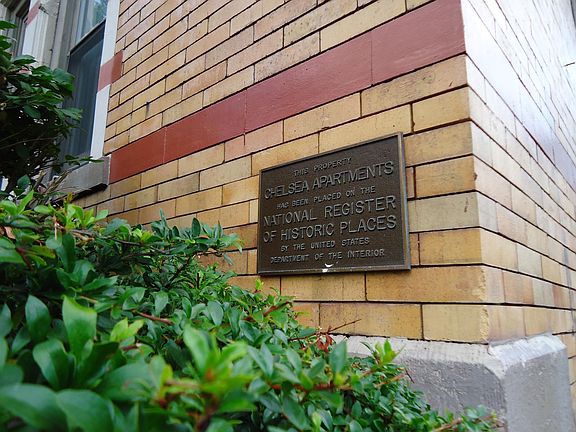 THIS PROPERTY
CHELSEA APARTMENTS
HAS BEEN PLACED ON THE
NATIONAL REGISTER
OF HISTORIC PLACES
BY THE UNITED STATES
DEPARTMENT OF THE INTERIOR